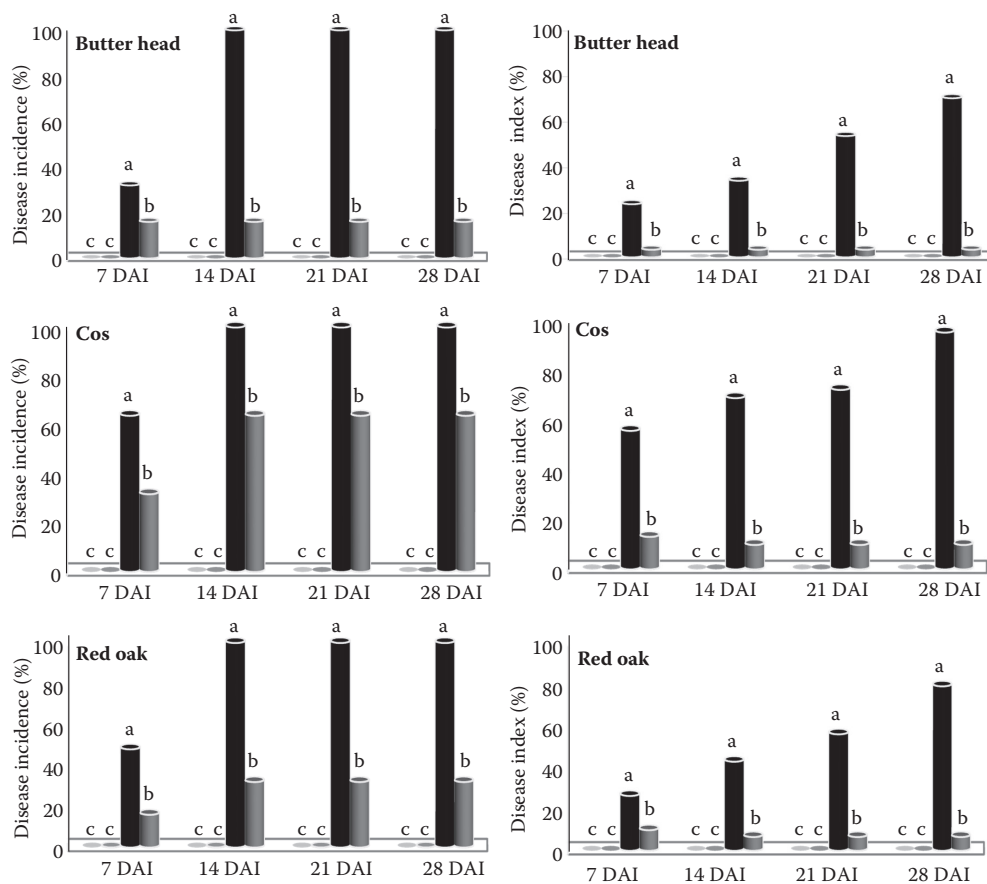 Butter head
Disease incidence (%)
100
80
60
40
20
0
c c a b
c c a b
c c a b
c c a b
7 DAI 14 DAI 21 DAI 28 DAI
Butter head
Disease index (%)
100
80
60
40
20
0
c c a b
c c a b
c c a b
c c a b
7 DAI 14 DAI 21 DAI 28 DAI
Cos
Disease incidence (%)
100
80
60
40
20
0
c c a b
c c a b
c c a b
c c a b
7 DAI 14 DAI 21 DAI 28 DAI
Cos
Disease index (%)
100
80
60
40
20
0
c c a b
c c a b
c c a b
c c a b
7 DAI 14 DAI 21 DAI 28 DAI
Red oak
Disease incidence (%)
100
80
60
40
20
0
c c a b
c c a b
c c a b
c c a b
7 DAI 14 DAI 21 DAI 28 DAI
Red oak
Disease index (%)
100
80
60
40
20
0
c c a b
c c a b
c c a b
c c a b
7 DAI 14 DAI 21 DAI 28 DAI